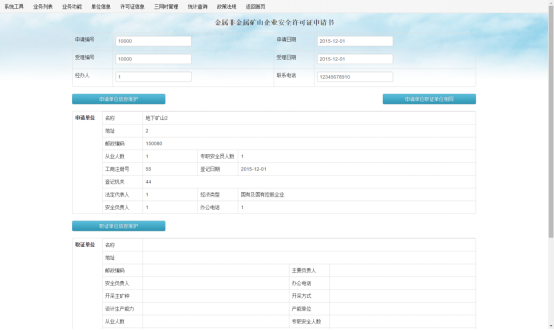 系统工具 业务列表 业务功能 单位信息 许可证信息 三同时管理 统计查询 政策法规 返回首页
金属非金属矿山企业安全许可证申请书
申请编号 10000 申请日期 2015-12-01
受理编号 10000 受理日期 2015-12-01
经办人 1 联系电话 12345678910
申请单位信息维护 申请单位取证单位相同
申请单位 名称 地下矿山2
地址 2
邮政编码 100080
从业人数 1 专职安全员人数 1
工商注册号 55 登记日期 2015-12-01
登记机关 44
法定代表人 1 经济类型 国有及国有控股企业
安全负责人 1 办公电话 1
取证单位信息维护
取证单位 名称
地址
邮政编码 主要负责人
安全负责人 办公电话
开采主矿种 开采方式
设计生产能力 产能单位
从业人数 专职安全人数